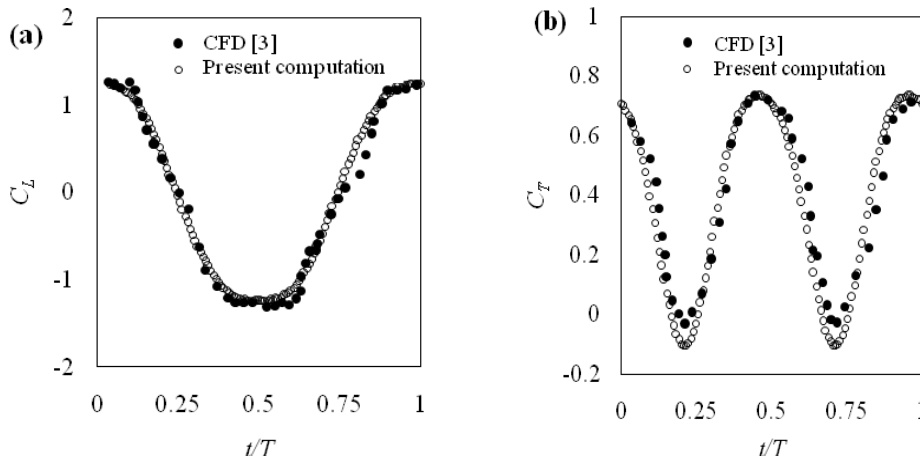 (a)
2
1
0
-1
-2
C_L
CFD [3]
Present computation
0 0.25 0.5 0.75 1
t/T
(b)
1
0.8
0.6
0.4
0.2
0
-0.2
C_T
CFD [3]
Present computation
0 0.25 0.5 0.75 1
t/T